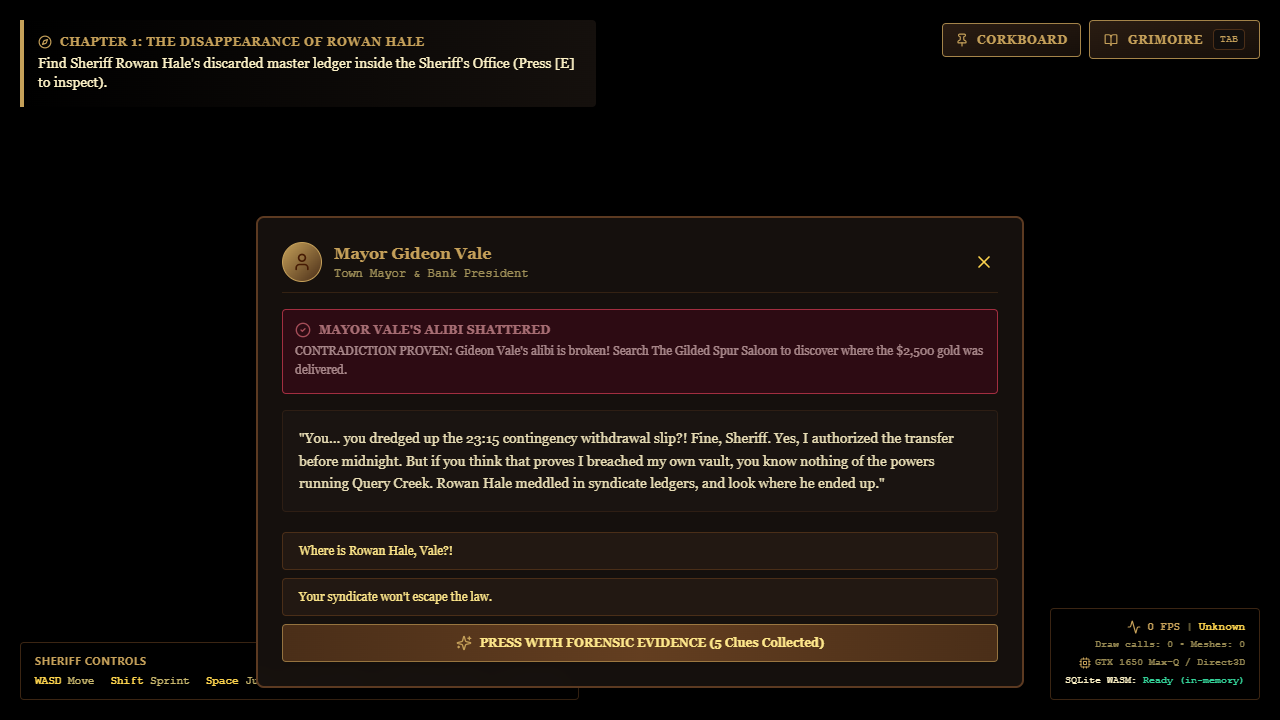 CHAPTER 1: THE DISAPPEARANCE OF ROWAN HALE
Find Sheriff Rowan Hale's discarded master ledger inside the Sheriff's Office (Press [E]
to inspect).
CORKBOARD
GRIMOIRE TAB
Mayor Gideon Vale
Town Mayor & Bank President
MAYOR VALE'S ALIBI SHATTERED
CONTRADICTION PROVEN: Gideon Vale's alibi is broken! Search The Gilded Spur Saloon to discover where the $2,500 gold was
delivered.
"You... you dredged up the 23:15 contingency withdrawal slip?! Fine, Sheriff. Yes, I authorized the transfer
before midnight. But if you think that proves I breached my own vault, you know nothing of the powers
running Query Creek. Rowan Hale meddled in syndicate ledgers, and look where he ended up."
Where is Rowan Hale, Vale?!
Your syndicate won't escape the law.
PRESS WITH FORENSIC EVIDENCE (5 Clues Collected)
SHERIFF CONTROLS
WASD Move Shift Sprint Space
0 FPS | Unknown
Draw calls: 0 • Meshes: 0
GTX 1650 Max-Q / Direct3D
SQLite WASM: Ready (in-memory)